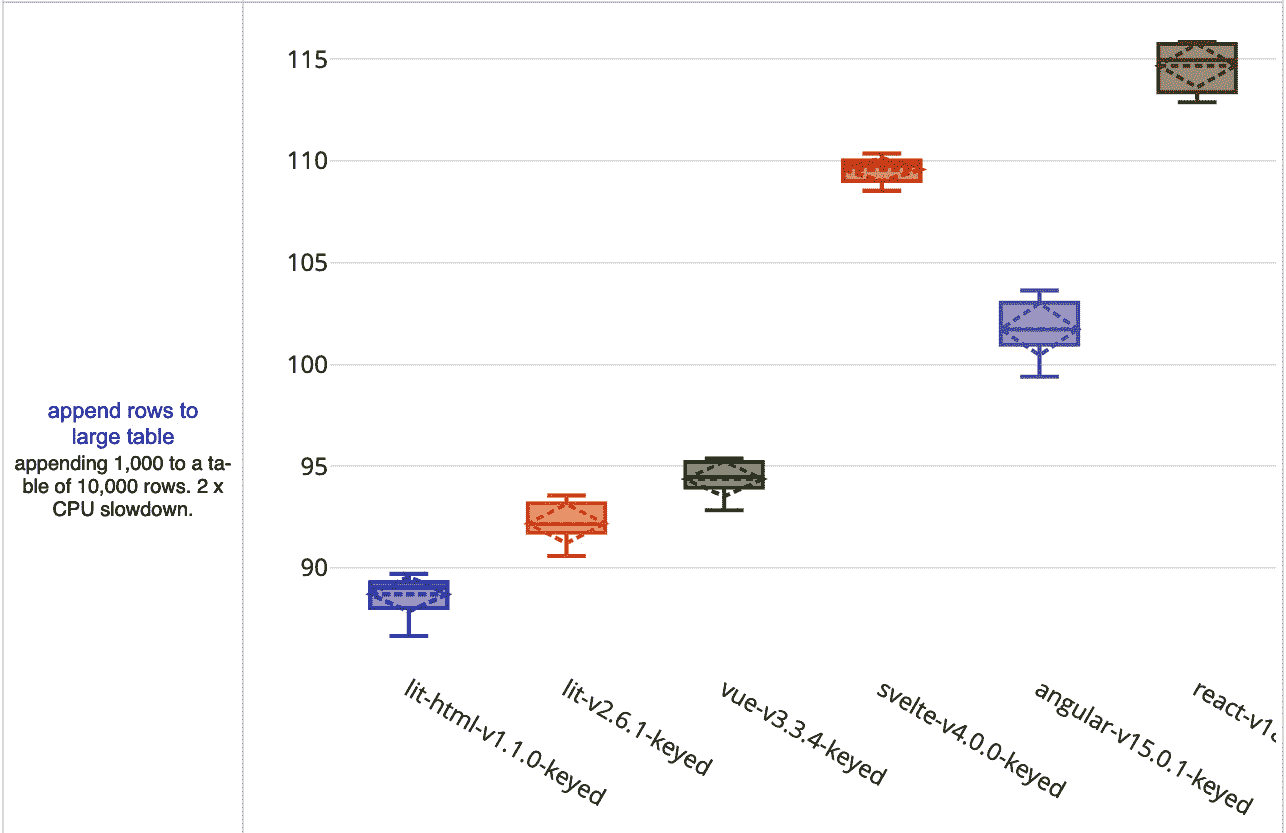 append rows to
large table
appending 1,000 to a ta-
ble of 10,000 rows. 2 x
CPU slowdown.
115
110
105
100
95
90
lit-html-v1.1.0-keyed
lit-v2.6.1-keyed
vue-v3.3.4-keyed
svelte-v4.0.0-keyed
angular-v15.0.1-keyed
react-v1